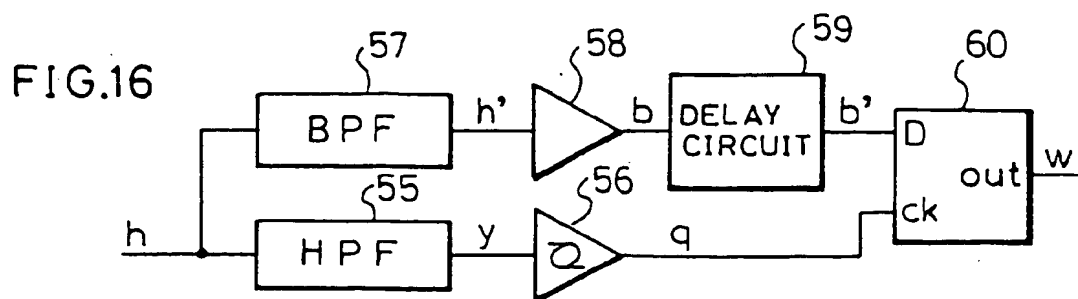 FIG.16
57
BPF
h'
58
b
59
DELAY
CIRCUIT
b'
60
D
out
w
ck
h
55
HPF
y
56
q